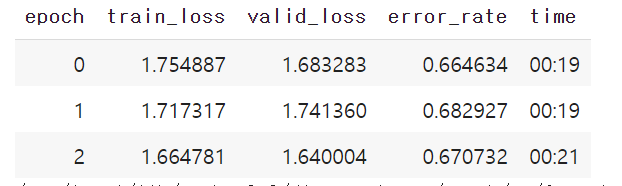 epoch train_loss valid_loss error_rate time
0 1.754887 1.683283 0.664634 00:19
1 1.717317 1.741360 0.682927 00:19
2 1.664781 1.640004 0.670732 00:21